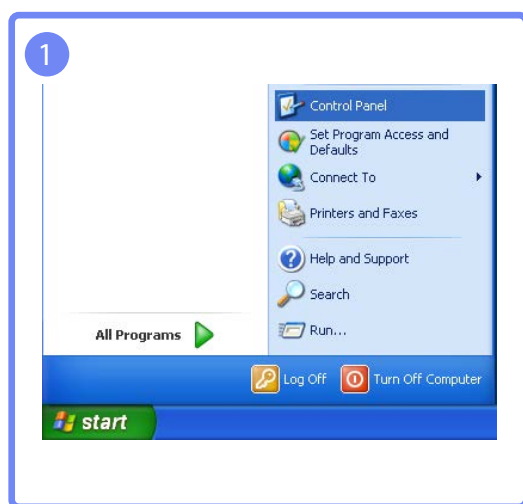 1
Control Panel
Set Program Access and
Defaults
Connect To
Printers and Faxes
Help and Support
Search
Run...
All Programs
Log Off
Turn Off Computer
start